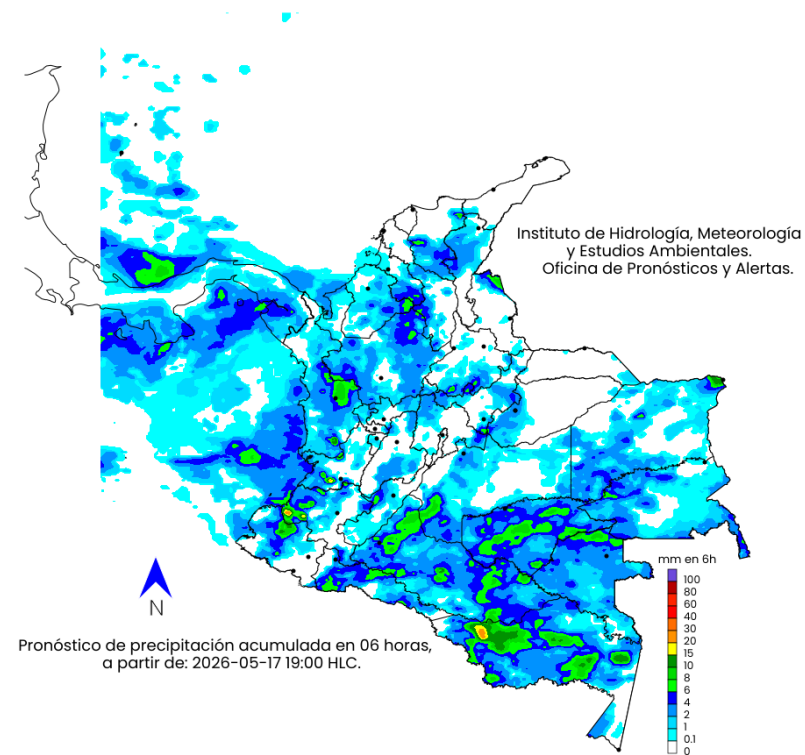 Instituto de Hidrología, Meteorología
y Estudios Ambientales.
Oficina de Pronósticos y Alertas.
mm en 6h
100
80
60
40
30
20
15
10
8
6
4
2
1
0.1
0
N
Pronóstico de precipitación acumulada en 06 horas,
a partir de: 2026-05-17 19:00 HLC.